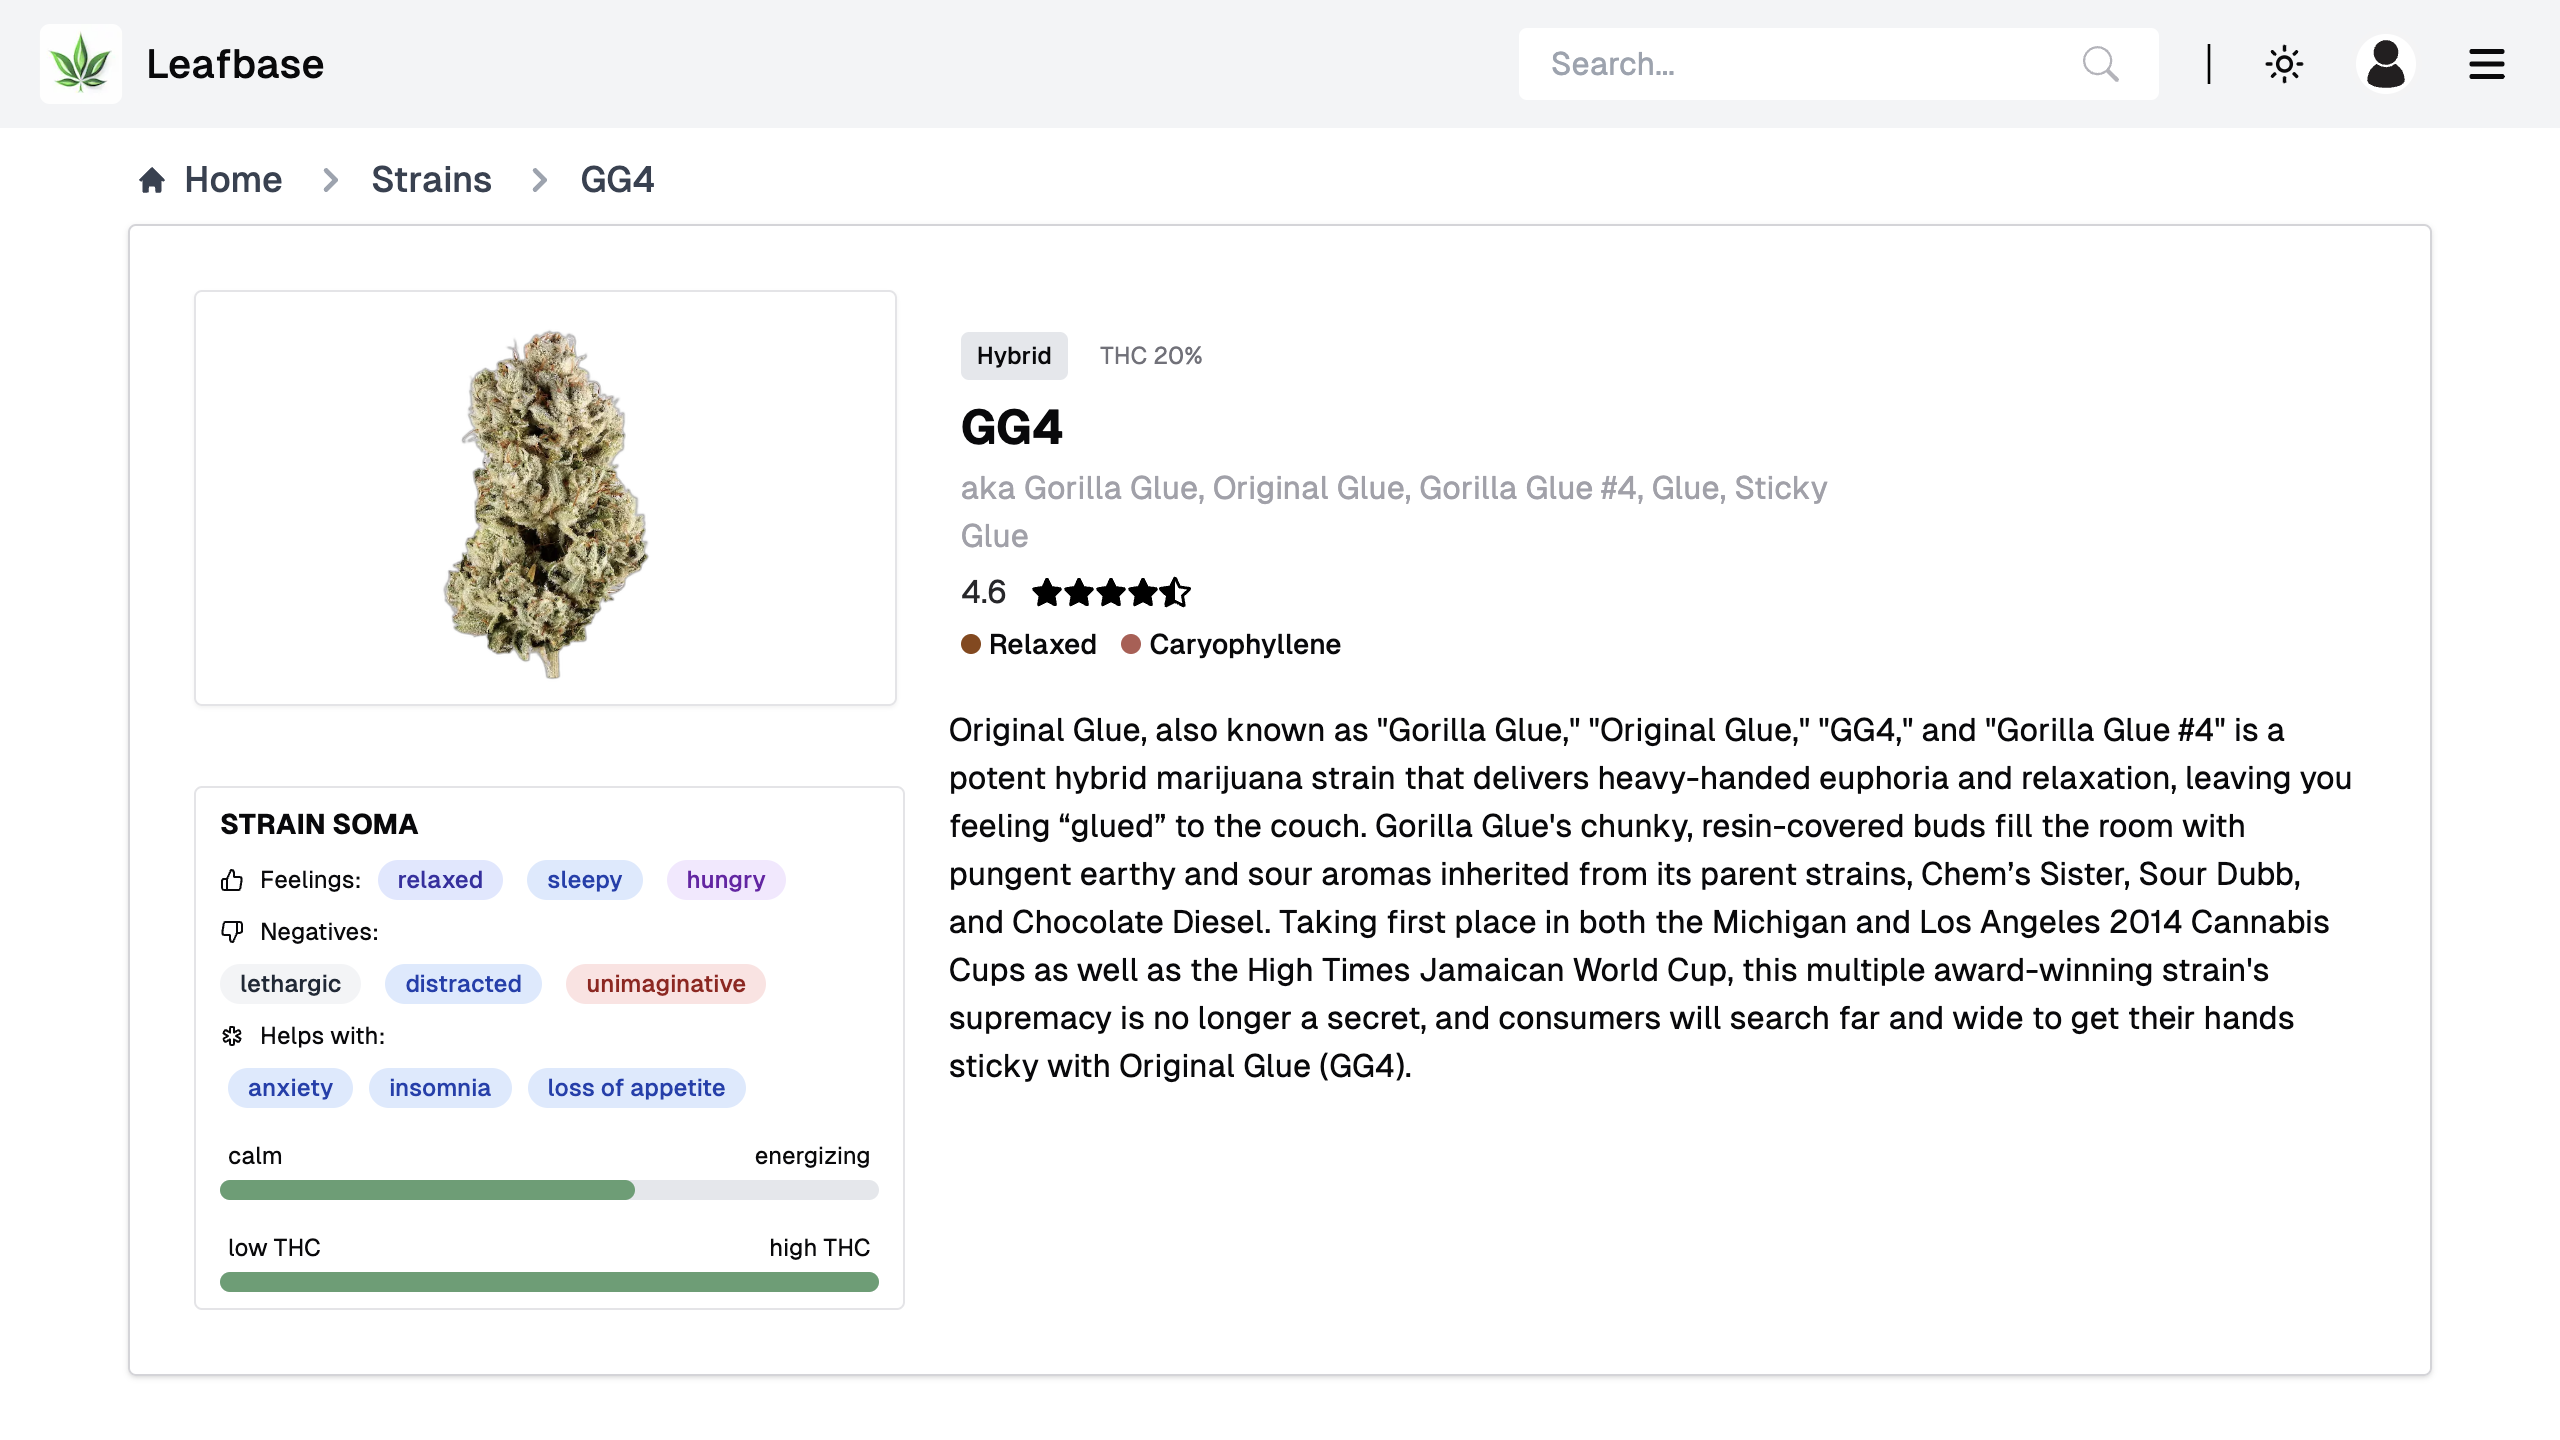 Leafbase
Search...
Home
Strains
GG4
Hybrid
THC 20%
GG4
aka Gorilla Glue, Original Glue, Gorilla Glue #4, Glue, Sticky
Glue
4.6
Relaxed
Caryophyllene
Original Glue, also known as "Gorilla Glue," "Original Glue," "GG4," and "Gorilla Glue #4" is a
potent hybrid marijuana strain that delivers heavy-handed euphoria and relaxation, leaving you
feeling “glued” to the couch. Gorilla Glue's chunky, resin-covered buds fill the room with
pungent earthy and sour aromas inherited from its parent strains, Chem’s Sister, Sour Dubb,
and Chocolate Diesel. Taking first place in both the Michigan and Los Angeles 2014 Cannabis
Cups as well as the High Times Jamaican World Cup, this multiple award-winning strain's
supremacy is no longer a secret, and consumers will search far and wide to get their hands
sticky with Original Glue (GG4).
STRAIN SOMA
Feelings: relaxed sleepy hungry
Negatives:
lethargic distracted unimaginative
Helps with:
anxiety insomnia loss of appetite
calm energizing
low THC high THC